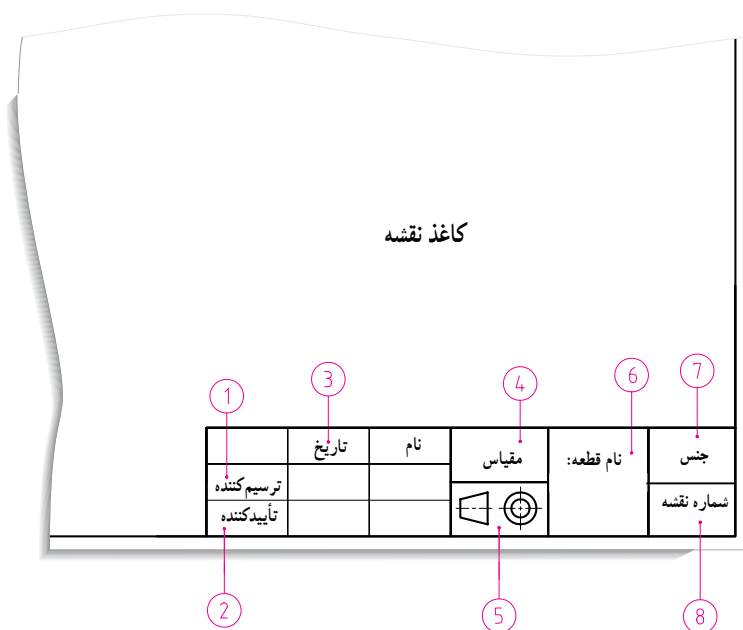 کاغذ نقشه
1 3 4 6 7
تاریخ نام مقیاس نام قطعه: جنس
ترسیم‌کننده
تأییدکننده شماره نقشه
2 5 8